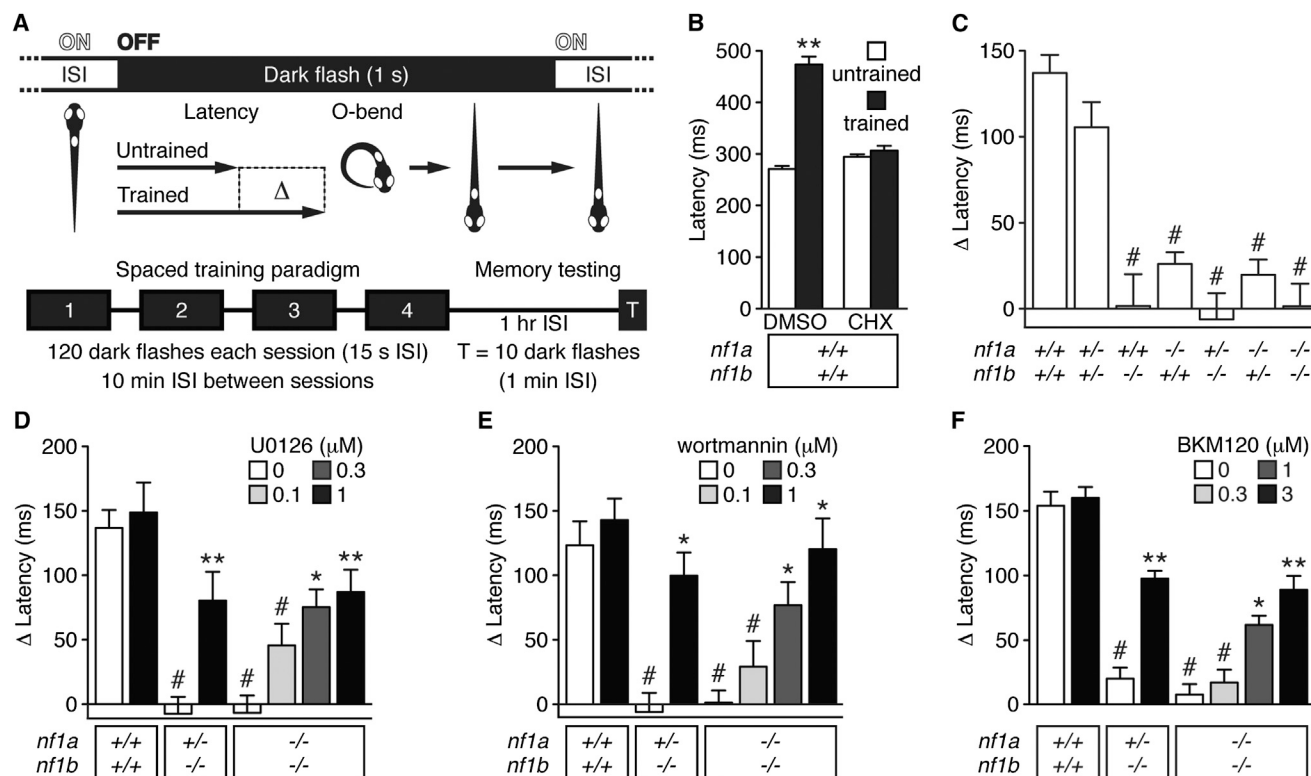 A
ON OFF ON
ISI Dark flash (1 s) ISI
Latency O-bend
Untrained
Trained
Δ
Spaced training paradigm Memory testing
1 2 3 4 T
1 hr ISI
120 dark flashes each session (15 s ISI) T = 10 dark flashes
10 min ISI between sessions (1 min ISI)
B
Latency (ms)
500
400
300
200
100
0
**
untrained
trained
DMSO CHX
nf1a +/+
nf1b +/+
C
Δ Latency (ms)
150
100
50
0
# # # # #
nf1a +/+ +/- +/+ -/- +/- -/- -/-
nf1b +/+ +/- -/- +/+ -/- +/- -/-
D
Δ Latency (ms)
200
150
100
50
0
U0126 (μM)
0 0.3
0.1 1
# ** # # * **
nf1a +/+ +/- -/-
nf1b +/+ -/- -/-
E
Δ Latency (ms)
200
150
100
50
0
wortmannin (μM)
0 0.3
0.1 1
# * # # * *
nf1a +/+ +/- -/-
nf1b +/+ -/- -/-
F
Δ Latency (ms)
200
150
100
50
0
BKM120 (μM)
0 1
0.3 3
# ** # # * **
nf1a +/+ +/- -/-
nf1b +/+ -/- -/-